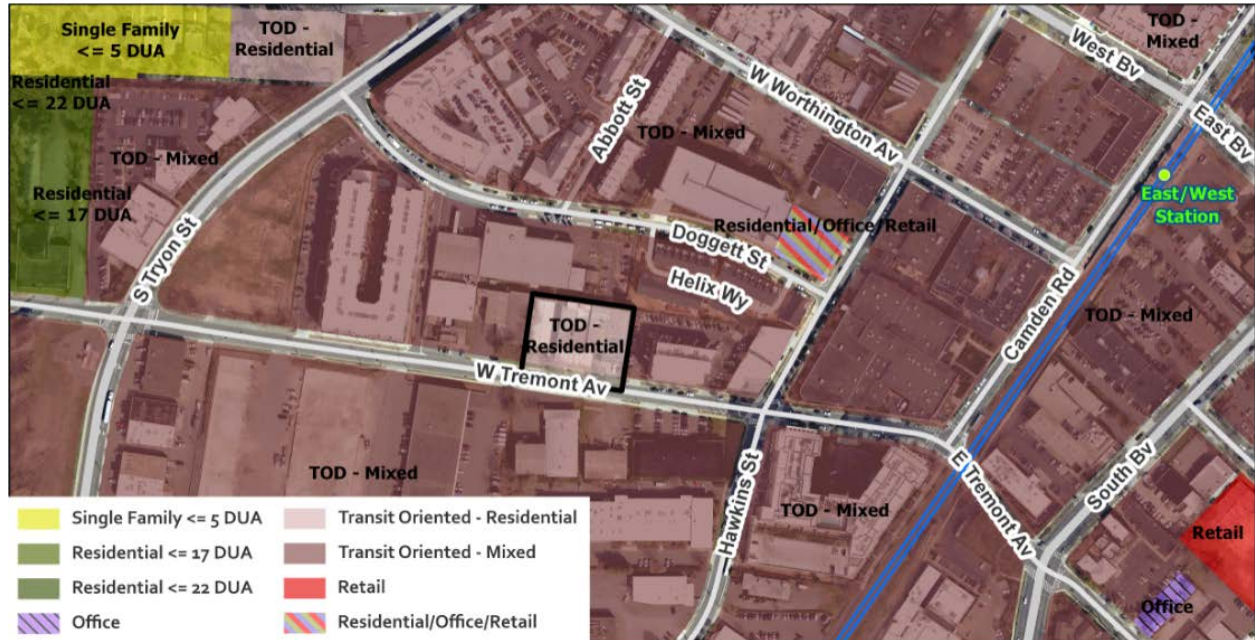 Single Family
<= 5 DUA
TOD -
Residential
TOD -
Mixed
West Bv
East Bv
Residential
<= 22 DUA
Abbott St
W Worthington Av
TOD - Mixed
TOD - Mixed
East/West
Station
Residential
<= 17 DUA
S Tryon St
Residential/Office/Retail
Doggett St
Helix Wy
Camden Rd
TOD - Mixed
TOD -
Residential
W Tremont Av
TOD - Mixed
Hawkins St
TOD - Mixed
E Tremont Av
South Bv
Retail
Office
Single Family <= 5 DUA
Residential <= 17 DUA
Residential <= 22 DUA
Office
Transit Oriented - Residential
Transit Oriented - Mixed
Retail
Residential/Office/Retail